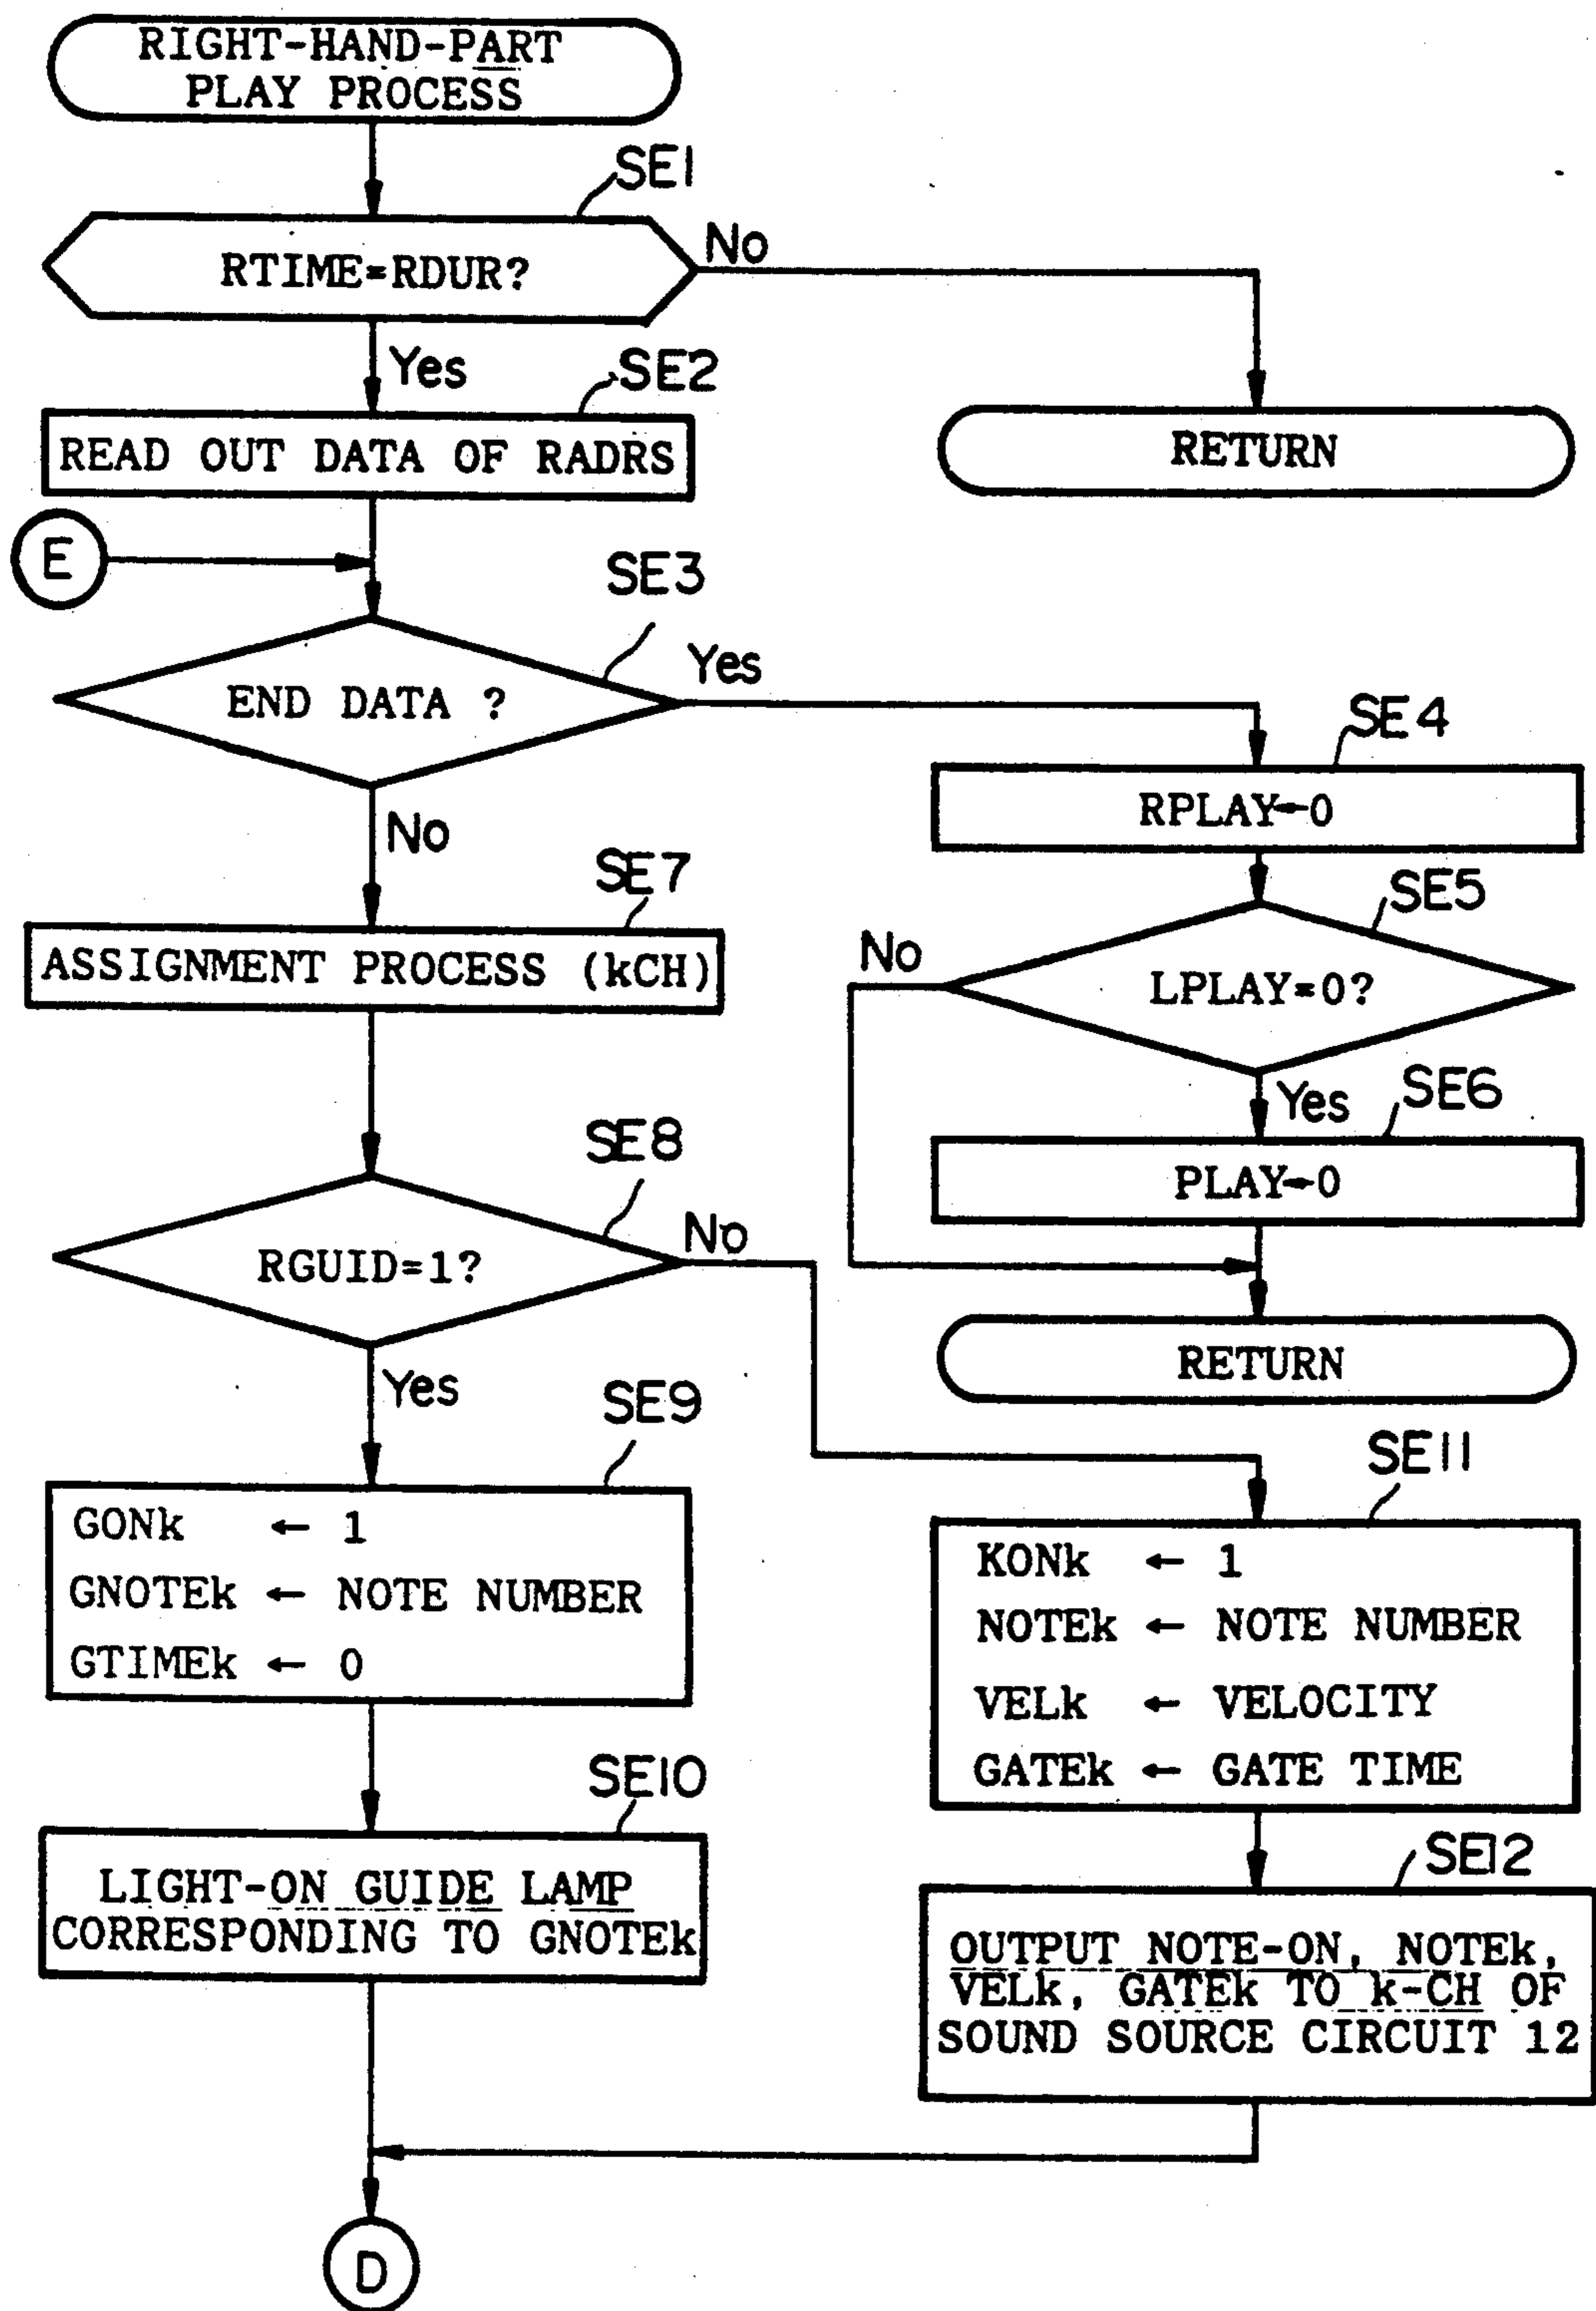 RIGHT-HAND-PART
PLAY PROCESS
SE1
RTIME=RDUR?
No
Yes
SE2
READ OUT DATA OF RADRS
RETURN
E
SE3
END DATA ?
Yes
No
SE4
RPLAY←0
SE5
LPLAY=0?
No
Yes
SE6
PLAY←0
RETURN
SE7
ASSIGNMENT PROCESS (kCH)
SE8
RGUID=1?
No
Yes
SE9
GONk ← 1
GNOTEk ← NOTE NUMBER
GTIMEk ← 0
SE10
LIGHT-ON GUIDE LAMP
CORRESPONDING TO GNOTEk
SE11
KONk ← 1
NOTEk ← NOTE NUMBER
VELk ← VELOCITY
GATEk ← GATE TIME
SE12
OUTPUT NOTE-ON, NOTEk,
VELk, GATEk TO k-CH OF
SOUND SOURCE CIRCUIT 12
D